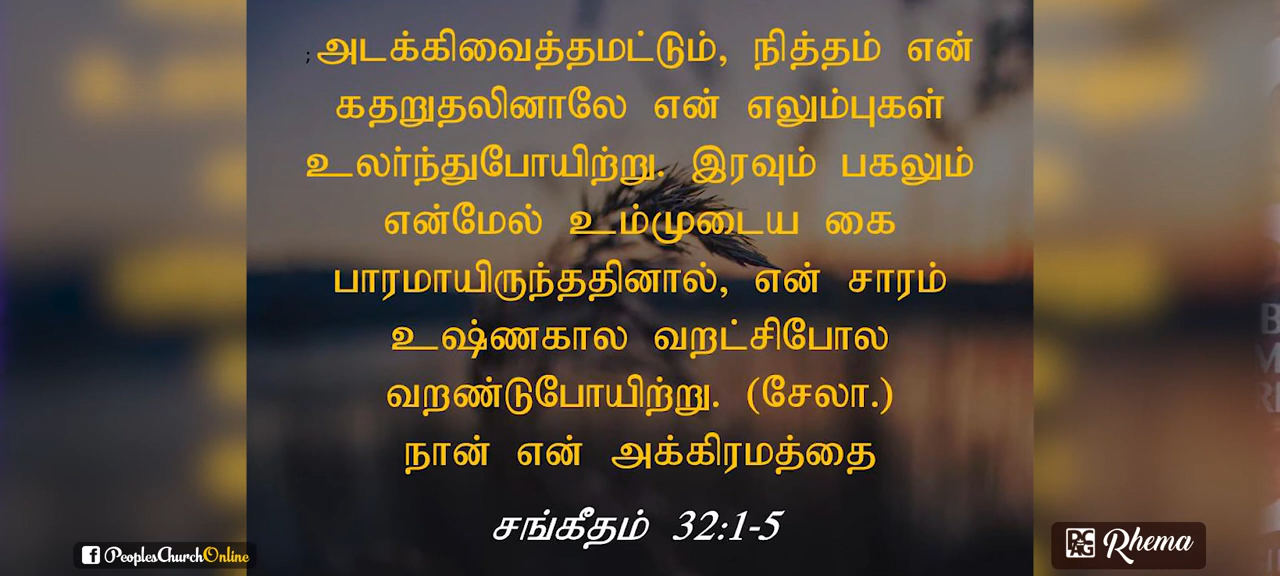 ; அடக்கிவைத்தமட்டும், நித்தம் என்
கதறுதலினாலே என் எலும்புகள்
உலர்ந்துபோயிற்று. இரவும் பகலும்
என்மேல் உம்முடைய கை
பாரமாயிருந்ததினால், என் சாரம்
உஷ்ணகால வறட்சிபோல
வறண்டுபோயிற்று. (சேலா.)
நான் என் அக்கிரமத்தை
சங்கீதம் 32:1-5
f PeoplesChurchOnline
PCAG Rhema